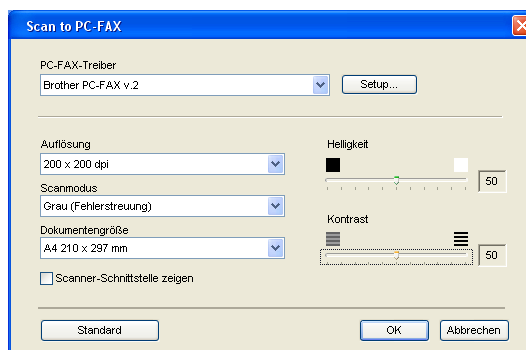 Scan to PC-FAX
PC-FAX-Treiber
Brother PC-FAX v.2
Setup...
Auflösung
200 x 200 dpi
Scanmodus
Grau (Fehlerstreuung)
Dokumentengröße
A4 210 x 297 mm
Scanner-Schnittstelle zeigen
Helligkeit
50
Kontrast
50
Standard
OK
Abbrechen